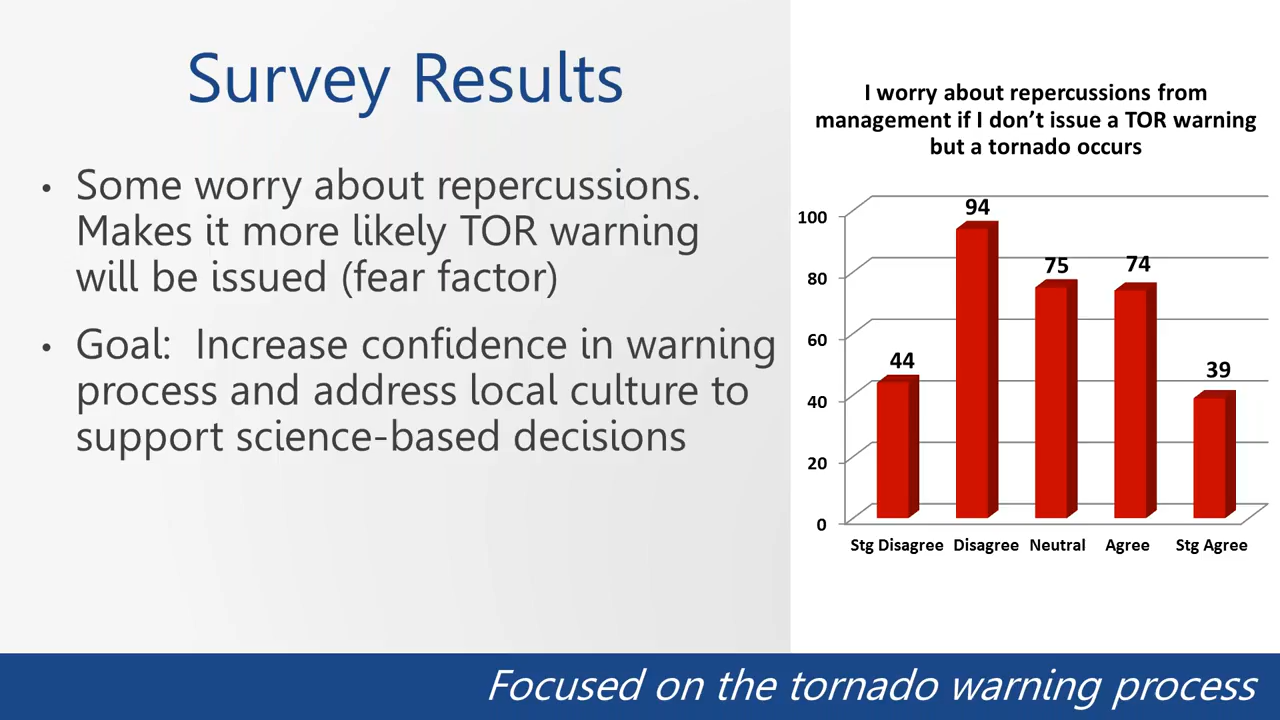 Survey Results
• Some worry about repercussions.
Makes it more likely TOR warning
will be issued (fear factor)
• Goal:  Increase confidence in warning
process and address local culture to
support science-based decisions
I worry about repercussions from
management if I don’t issue a TOR warning
but a tornado occurs
100
80
60
40
20
0
44
94
75
74
39
Stg Disagree Disagree Neutral Agree Stg Agree
Focused on the tornado warning process